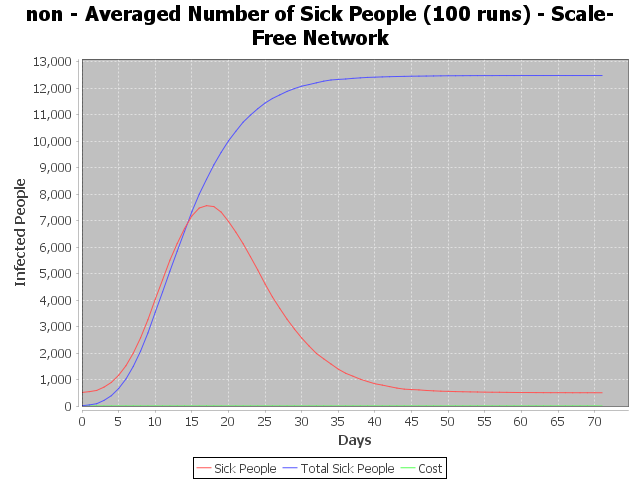 non - Averaged Number of Sick People (100 runs) - Scale-
Free Network
13,000
12,000
11,000
10,000
9,000
8,000
7,000
6,000
5,000
4,000
3,000
2,000
1,000
0
Infected People
0 5 10 15 20 25 30 35 40 45 50 55 60 65 70
Days
Sick People Total Sick People Cost